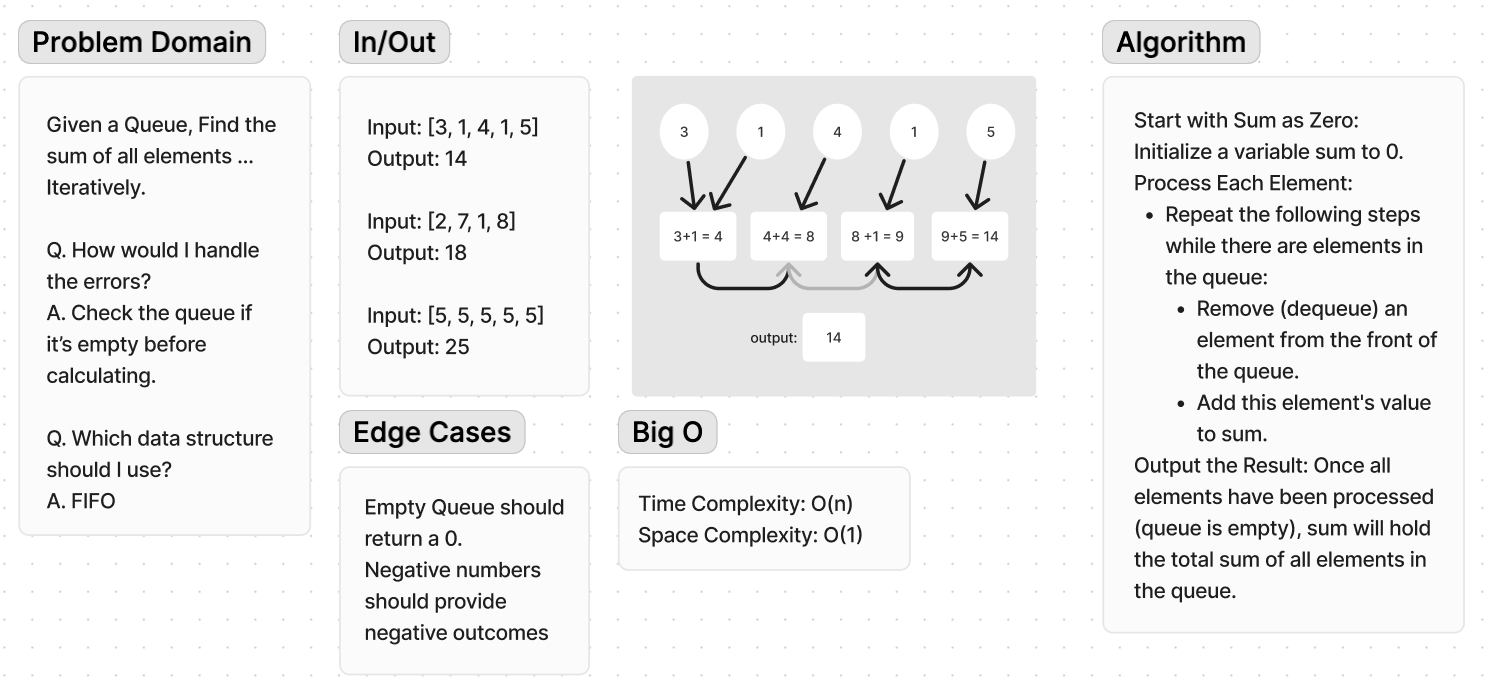 Problem Domain
Given a Queue, Find the
sum of all elements ...
Iteratively.
Q. How would I handle
the errors?
A. Check the queue if
it’s empty before
calculating.
Q. Which data structure
should I use?
A. FIFO
In/Out
Input: [3, 1, 4, 1, 5]
Output: 14
Input: [2, 7, 1, 8]
Output: 18
Input: [5, 5, 5, 5, 5]
Output: 25
Edge Cases
Empty Queue should
return a 0.
Negative numbers
should provide
negative outcomes
3 1 4 1 5
3+1 = 4 4+4 = 8 8 +1 = 9 9+5 = 14
output: 14
Big O
Time Complexity: O(n)
Space Complexity: O(1)
Algorithm
Start with Sum as Zero:
Initialize a variable sum to 0.
Process Each Element:
• Repeat the following steps
while there are elements in
the queue:
• Remove (dequeue) an
element from the front of
the queue.
• Add this element's value
to sum.
Output the Result: Once all
elements have been processed
(queue is empty), sum will hold
the total sum of all elements in
the queue.